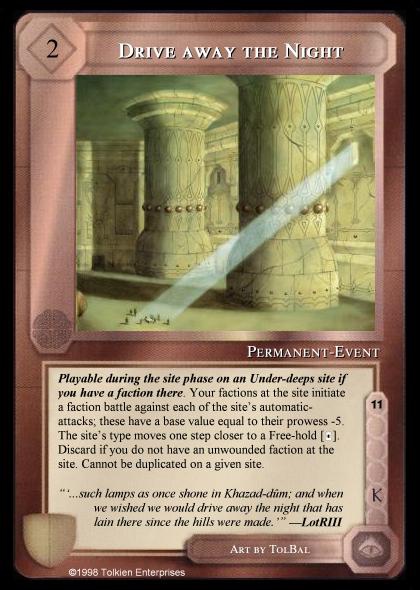 2
DRIVE AWAY THE NIGHT
PERMANENT-EVENT
Playable during the site phase on an Under-deeps site if
you have a faction there. Your factions at the site initiate
a faction battle against each of the site's automatic-
attacks; these have a base value equal to their prowess -5.
The site's type moves one step closer to a Free-hold [•].
Discard if you do not have an unwounded faction at the
site. Cannot be duplicated on a given site.
11
K
“‘...such lamps as once shone in Khazad-dûm; and when
we wished we would drive away the night that has
lain there since the hills were made.’” —LotRIII
ART BY TOLBAL
©1998 Tolkien Enterprises